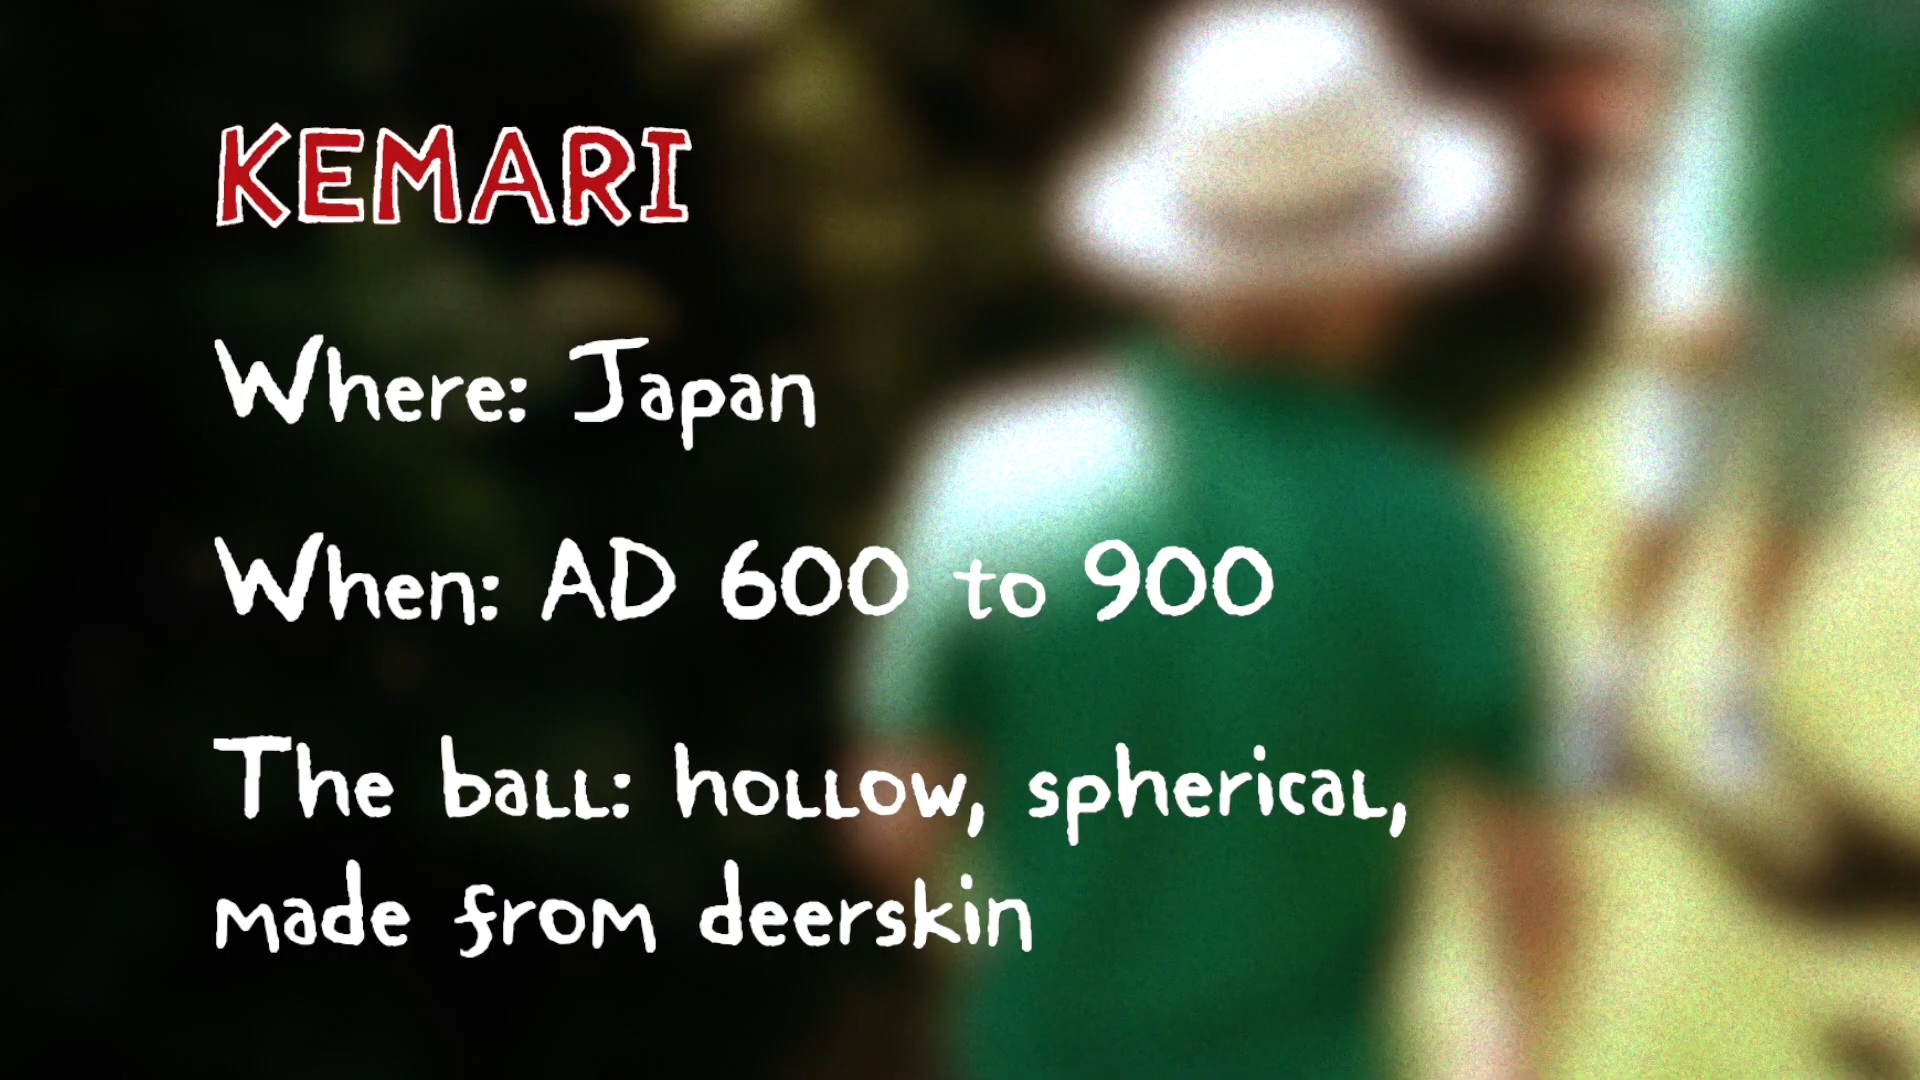 KEMARI
Where: Japan
When: AD 600 to 900
The ball: hollow, spherical,
made from deerskin